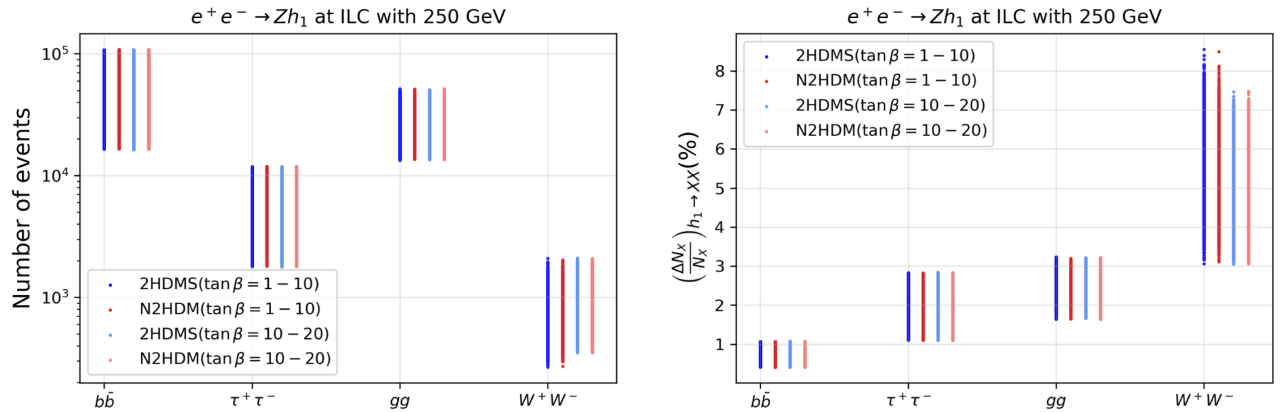 e⁺e⁻ → Zh₁ at ILC with 250 GeV
Number of events
10⁵
10⁴
10³
2HDMS(tan β = 1 − 10)
N2HDM(tan β = 1 − 10)
2HDMS(tan β = 10 − 20)
N2HDM(tan β = 10 − 20)
bb̄ τ⁺τ⁻ gg W⁺W⁻
e⁺e⁻ → Zh₁ at ILC with 250 GeV
(ΔN_X/N_X)_{h₁→XX}(%)
8
7
6
5
4
3
2
1
2HDMS(tan β = 1 − 10)
N2HDM(tan β = 1 − 10)
2HDMS(tan β = 10 − 20)
N2HDM(tan β = 10 − 20)
bb̄ τ⁺τ⁻ gg W⁺W⁻